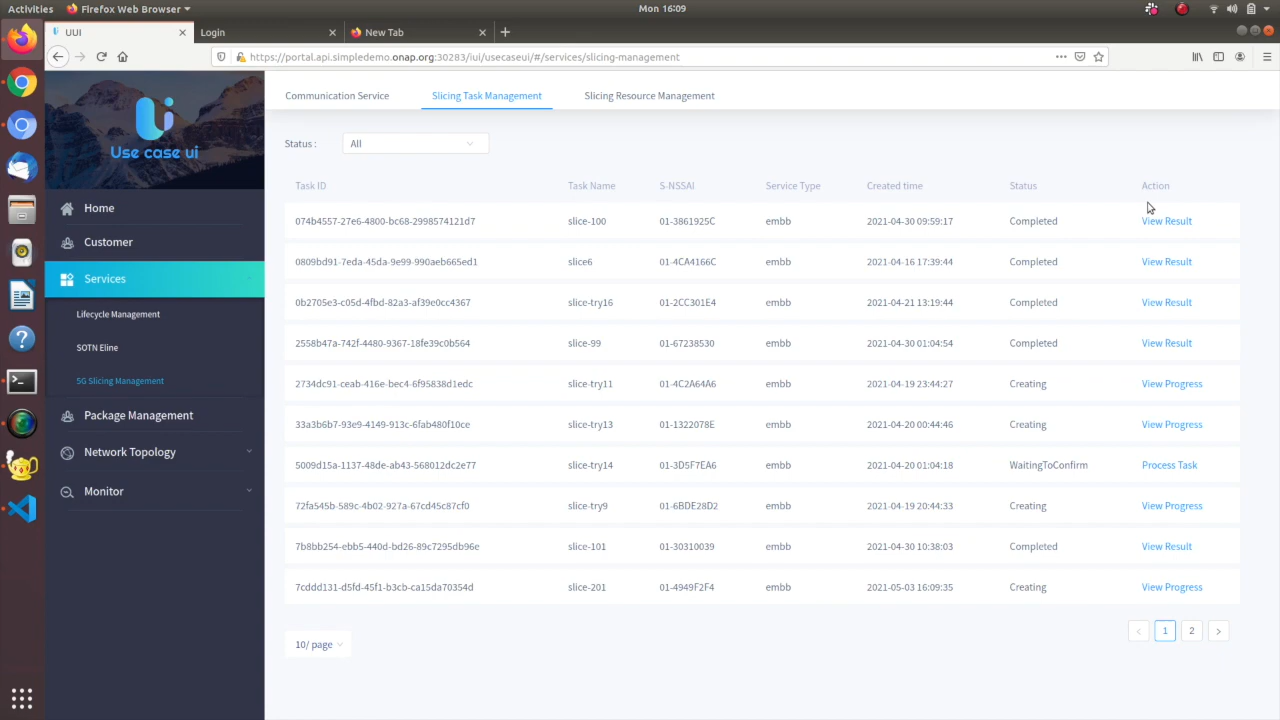 Activities Firefox Web Browser Mon 16:09
UUI Login New Tab
https://portal.api.simpledemo.onap.org:30283/iui/usecaseui/#/services/slicing-management
Use case ui
Home
Customer
Services
Lifecycle Management
SOTN Eline
5G Slicing Management
Package Management
Network Topology
Monitor
Communication Service Slicing Task Management Slicing Resource Management
Status : All
Task ID Task Name S-NSSAI Service Type Created time Status Action
074b4557-27e6-4800-bc68-2998574121d7 slice-100 01-3861925C embb 2021-04-30 09:59:17 Completed View Result
0809bd91-7eda-45da-9e99-990aeb665ed1 slice6 01-4CA4166C embb 2021-04-16 17:39:44 Completed View Result
0b2705e3-c05d-4fbd-82a3-af39e0cc4367 slice-try16 01-2CC301E4 embb 2021-04-21 13:19:44 Completed View Result
2558b47a-742f-4480-9367-18fe39c0b564 slice-99 01-67238530 embb 2021-04-30 01:04:54 Completed View Result
2734dc91-ceab-416e-bec4-6f95838d1edc slice-try11 01-4C2A64A6 embb 2021-04-19 23:44:27 Creating View Progress
33a3b6b7-93e9-4149-913c-6fab480f10ce slice-try13 01-1322078E embb 2021-04-20 00:44:46 Creating View Progress
5009d15a-1137-48de-ab43-568012dc2e77 slice-try14 01-3D5F7EA6 embb 2021-04-20 01:04:18 WaitingToConfirm Process Task
72fa545b-589c-4b02-927a-67cd45c87cf0 slice-try9 01-6BDE28D2 embb 2021-04-19 20:44:33 Creating View Progress
7b8bb254-ebb5-440d-bd26-89c7295db96e slice-101 01-30310039 embb 2021-04-30 10:38:03 Completed View Result
7cddd131-d5fd-45f1-b3cb-ca15da70354d slice-201 01-4949F2F4 embb 2021-05-03 16:09:35 Creating View Progress
10/ page 1 2